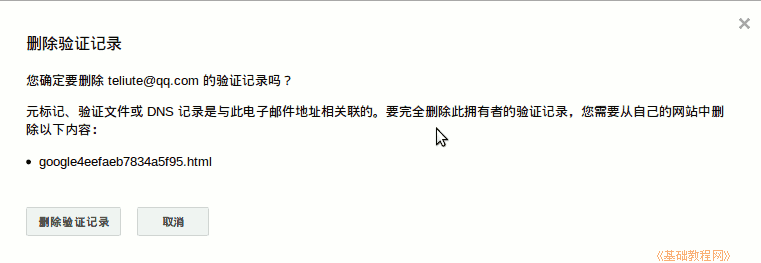 删除验证记录
您确定要删除 teliute@qq.com 的验证记录吗？
元标记、验证文件或 DNS 记录是与此电子邮件地址相关联的。要完全删除此拥有者的验证记录，您需要从自己的网站中删
除以下内容：
google4eefaeb7834a5f95.html
删除验证记录 取消
《基础教程网》